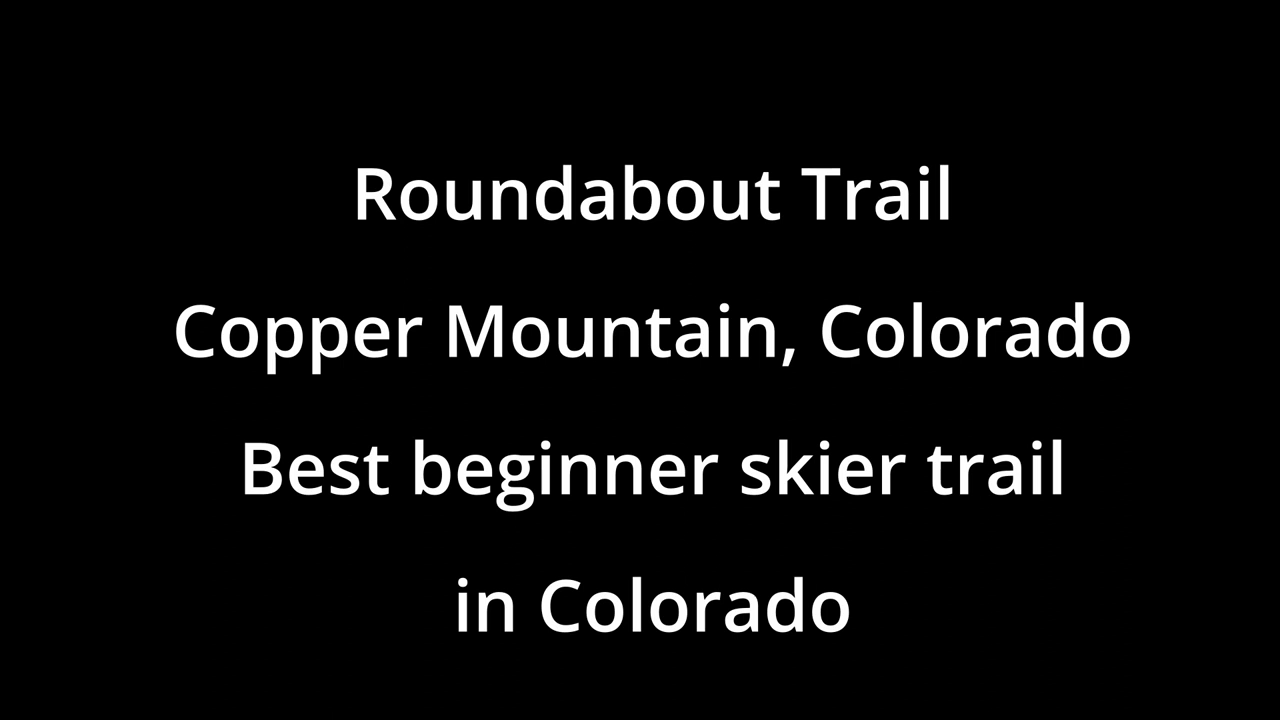 Roundabout Trail
Copper Mountain, Colorado
Best beginner skier trail
in Colorado